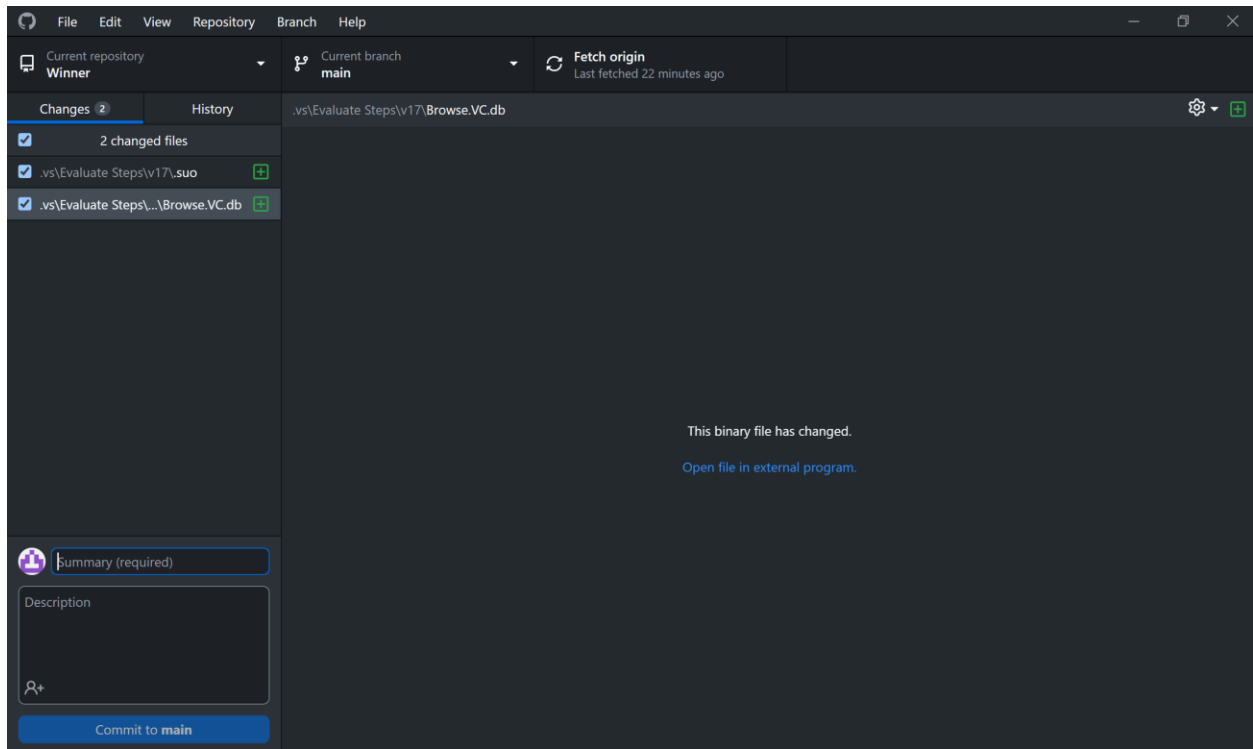 File Edit View Repository Branch Help
Current repository
Winner
Current branch
main
Fetch origin
Last fetched 22 minutes ago
Changes 2 History
2 changed files
.vs\Evaluate Steps\v17\.suo
.vs\Evaluate Steps\...\Browse.VC.db
.vs\Evaluate Steps\v17\Browse.VC.db
This binary file has changed.
Open file in external program.
Summary (required)
Description
Commit to main